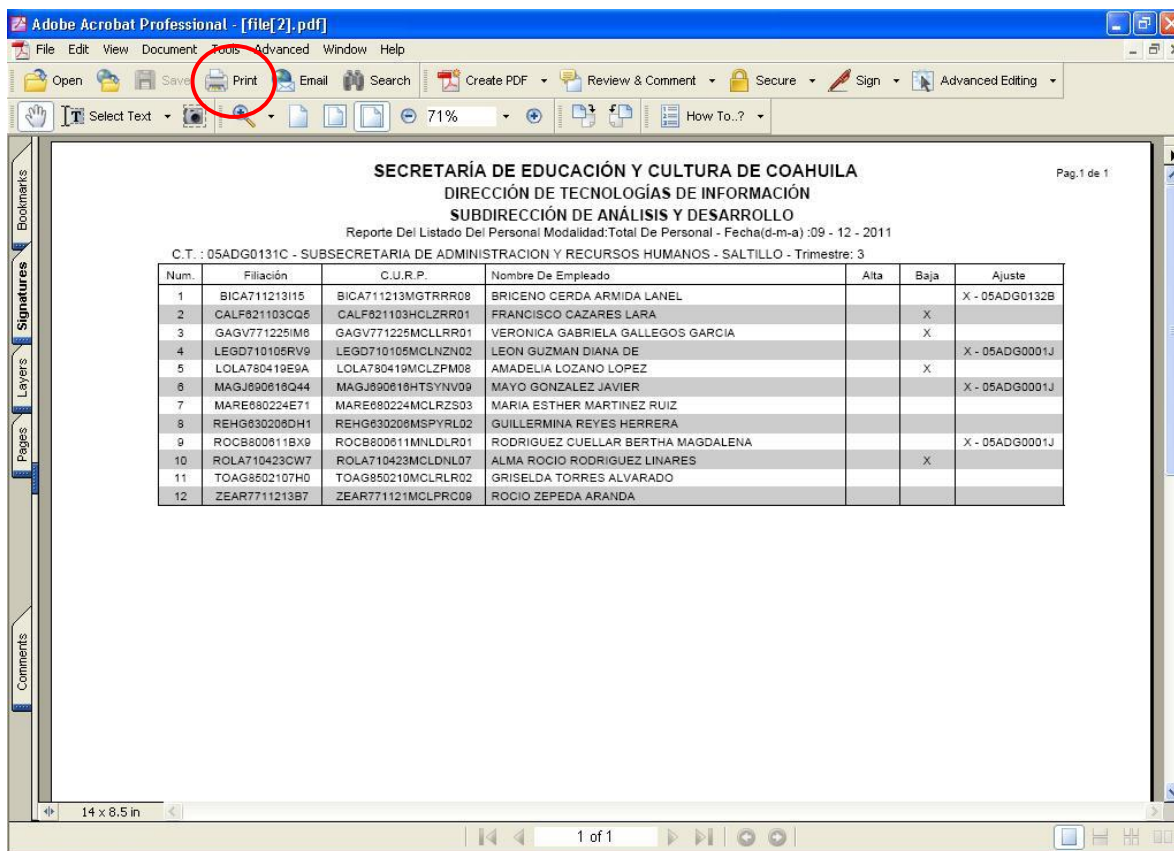 Adobe Acrobat Professional - [file[2].pdf]
File Edit View Document Tools Advanced Window Help
Open Save Print Email Search Create PDF Review & Comment Secure Sign Advanced Editing
Select Text 71% How To..?
Bookmarks
Signatures
Layers
Pages
Comments
SECRETARÍA DE EDUCACIÓN Y CULTURA DE COAHUILA Pag.1 de 1
DIRECCIÓN DE TECNOLOGÍAS DE INFORMACIÓN
SUBDIRECCIÓN DE ANÁLISIS Y DESARROLLO
Reporte Del Listado Del Personal Modalidad:Total De Personal - Fecha(d-m-a) :09 - 12 - 2011
C.T. : 05ADG0131C - SUBSECRETARIA DE ADMINISTRACION Y RECURSOS HUMANOS - SALTILLO - Trimestre: 3
Num. Filiación C.U.R.P. Nombre De Empleado Alta Baja Ajuste
1 BICA711213I15 BICA711213MGTRRR08 BRICENO CERDA ARMIDA LANEL X - 05ADG0132B
2 CALF621103CQ5 CALF621103HCLZRR01 FRANCISCO CAZARES LARA X
3 GAGV771225IM6 GAGV771225MCLLRR01 VERONICA GABRIELA GALLEGOS GARCIA X
4 LEGD710105RV9 LEGD710105MCLNZN02 LEON GUZMAN DIANA DE X - 05ADG0001J
5 LOLA780419E9A LOLA780419MCLZPM08 AMADELIA LOZANO LOPEZ X
6 MAGJ690616Q44 MAGJ690616HTSYNV09 MAYO GONZALEZ JAVIER X - 05ADG0001J
7 MARE680224E71 MARE680224MCLRZS03 MARIA ESTHER MARTINEZ RUIZ
8 REHG630206DH1 REHG630206MSPYRL02 GUILLERMINA REYES HERRERA
9 ROCB800611BX9 ROCB800611MNLDLR01 RODRIGUEZ CUELLAR BERTHA MAGDALENA X - 05ADG0001J
10 ROLA710423CW7 ROLA710423MCLDNL07 ALMA ROCIO RODRIGUEZ LINARES X
11 TOAG8502107H0 TOAG850210MCLRLR02 GRISELDA TORRES ALVARADO
12 ZEAR7711213B7 ZEAR771121MCLPRC09 ROCIO ZEPEDA ARANDA
14 x 8.5 in
1 of 1